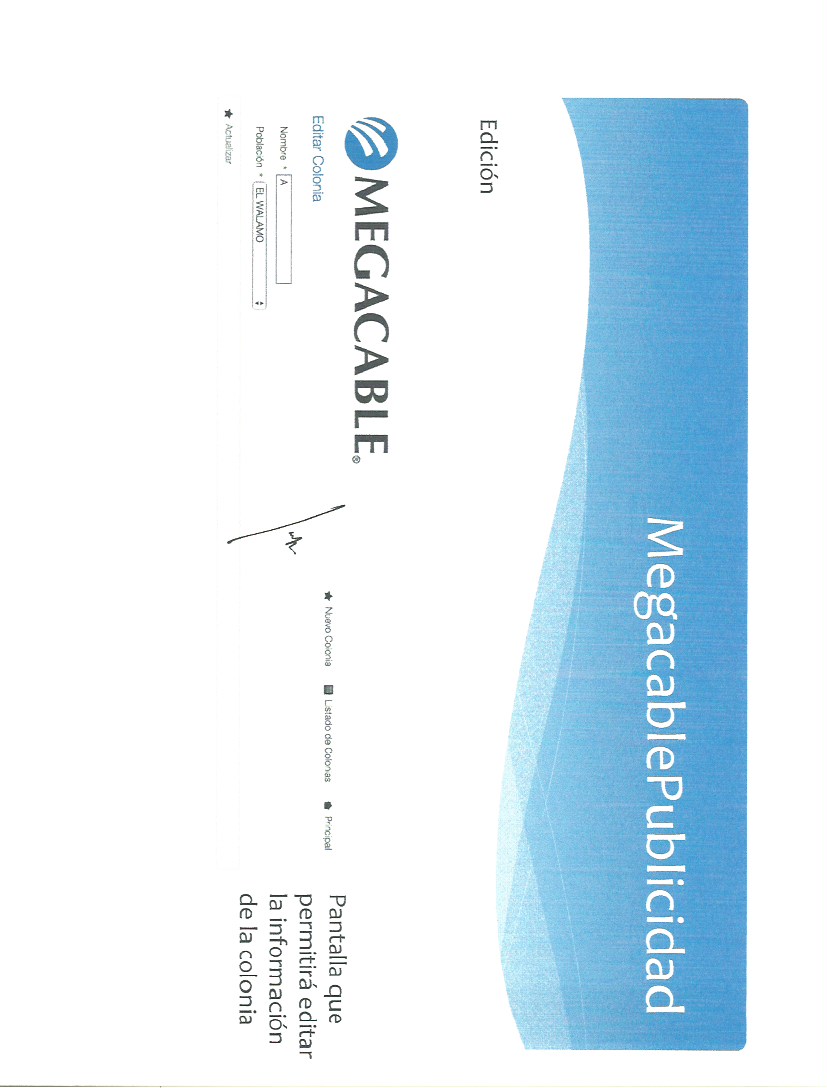 MegacablePublicidad
Edición
MEGACABLE®
Editar Colonia
Nuevo Colonia
Listado de Colonias
Principal
Nombre *
A
Población *
EL WALAMO
Actualizar
Pantalla que
permitirá editar
la información
de la colonia